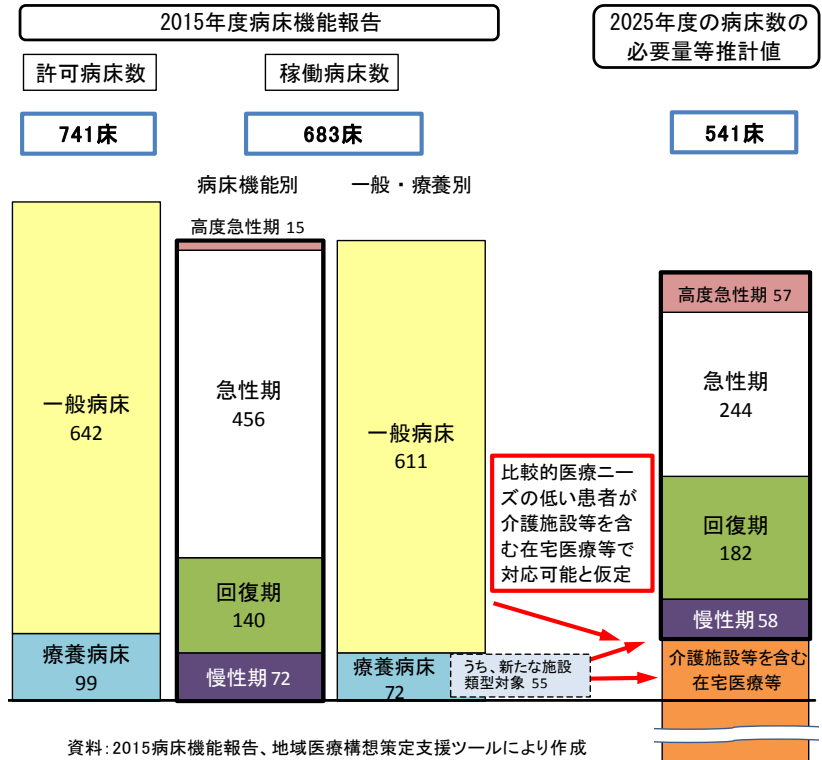 2015年度病床機能報告
2025年度の病床数の
必要量等推計値
許可病床数
稼働病床数
741床
683床
541床
病床機能別
一般・療養別
高度急性期 15
一般病床
642
療養病床
99
急性期
456
回復期
140
慢性期 72
一般病床
611
療養病床
72
うち、新たな施設
類型対象 55
比較的医療ニー
ズの低い患者が
介護施設等を含
む在宅医療等で
対応可能と仮定
高度急性期 57
急性期
244
回復期
182
慢性期 58
介護施設等を含む
在宅医療等
資料：2015病床機能報告、地域医療構想策定支援ツールにより作成